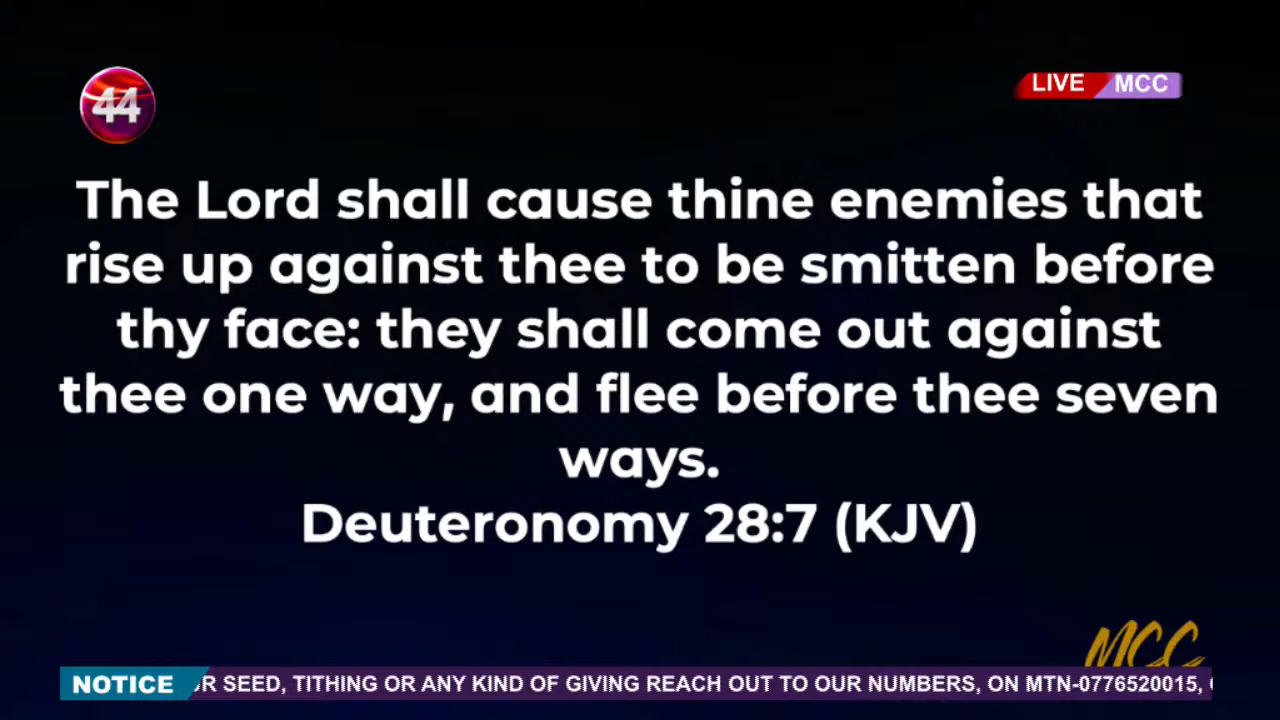 44
LIVE MCC
The Lord shall cause thine enemies that
rise up against thee to be smitten before
thy face: they shall come out against
thee one way, and flee before thee seven
ways.
Deuteronomy 28:7 (KJV)
MCC
NOTICE SEED, TITHING OR ANY KIND OF GIVING REACH OUT TO OUR NUMBERS, ON MTN-0776520015,